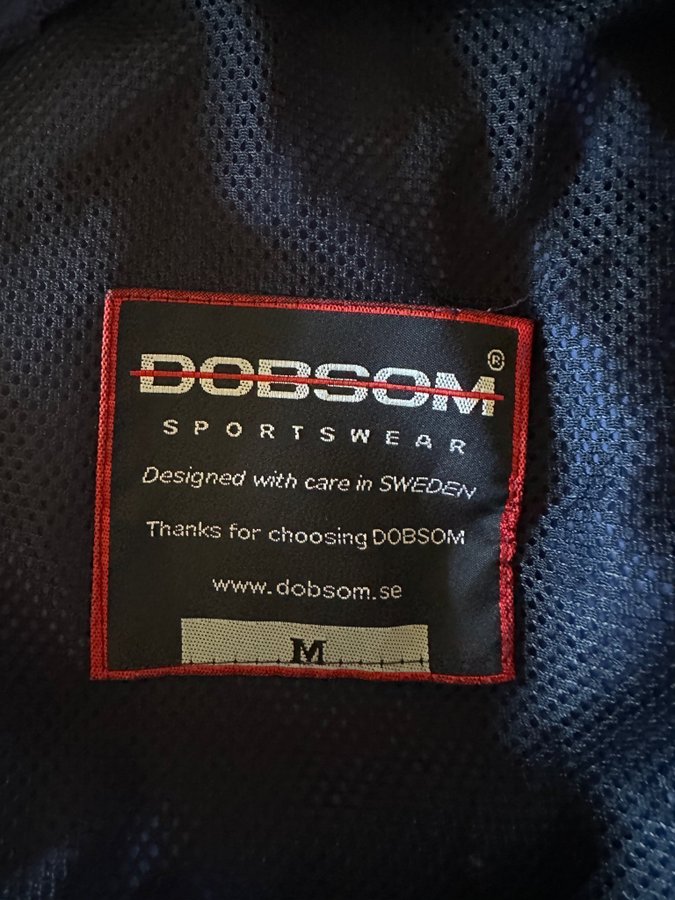 DOBSOM®
SPORTSWEAR
Designed with care in SWEDEN
Thanks for choosing DOBSOM
www.dobsom.se
M